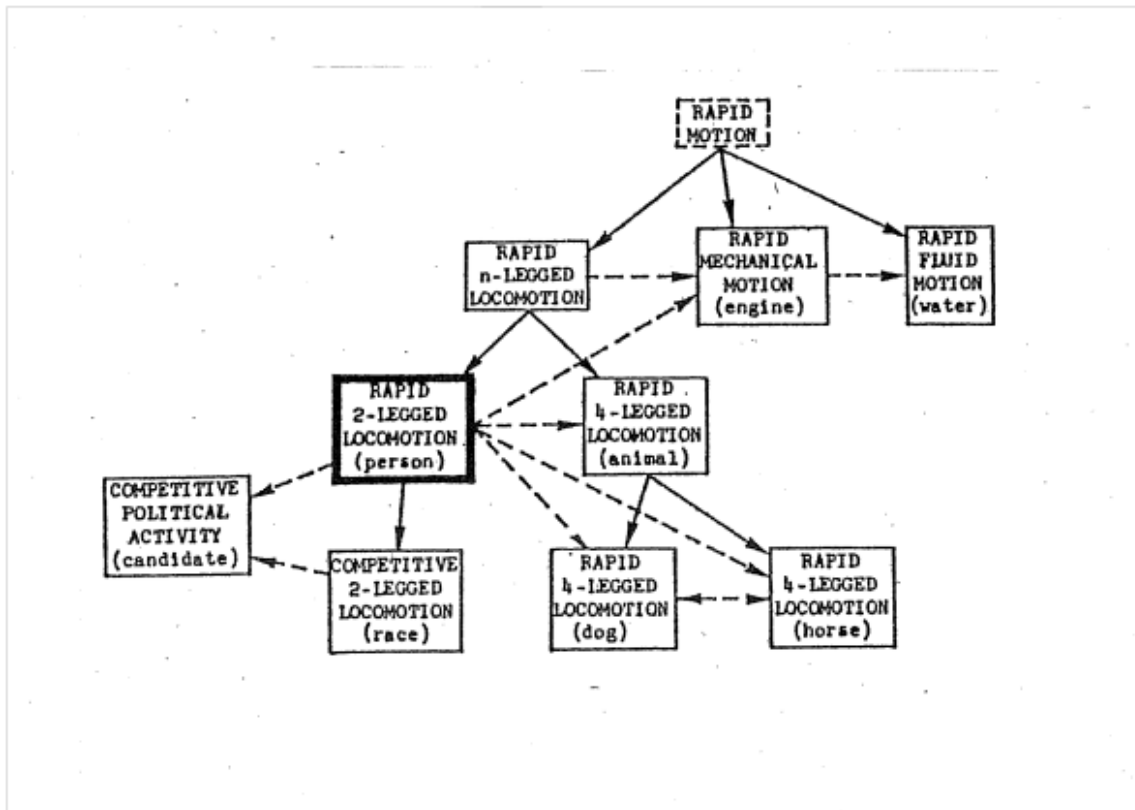 RAPID
MOTION
RAPID
n-LEGGED
LOCOMOTION
RAPID
MECHANICAL
MOTION
(engine)
RAPID
FLUID
MOTION
(water)
RAPID
2-LEGGED
LOCOMOTION
(person)
RAPID
4-LEGGED
LOCOMOTION
(animal)
COMPETITIVE
POLITICAL
ACTIVITY
(candidate)
COMPETITIVE
2-LEGGED
LOCOMOTION
(race)
RAPID
4-LEGGED
LOCOMOTION
(dog)
RAPID
4-LEGGED
LOCOMOTION
(horse)